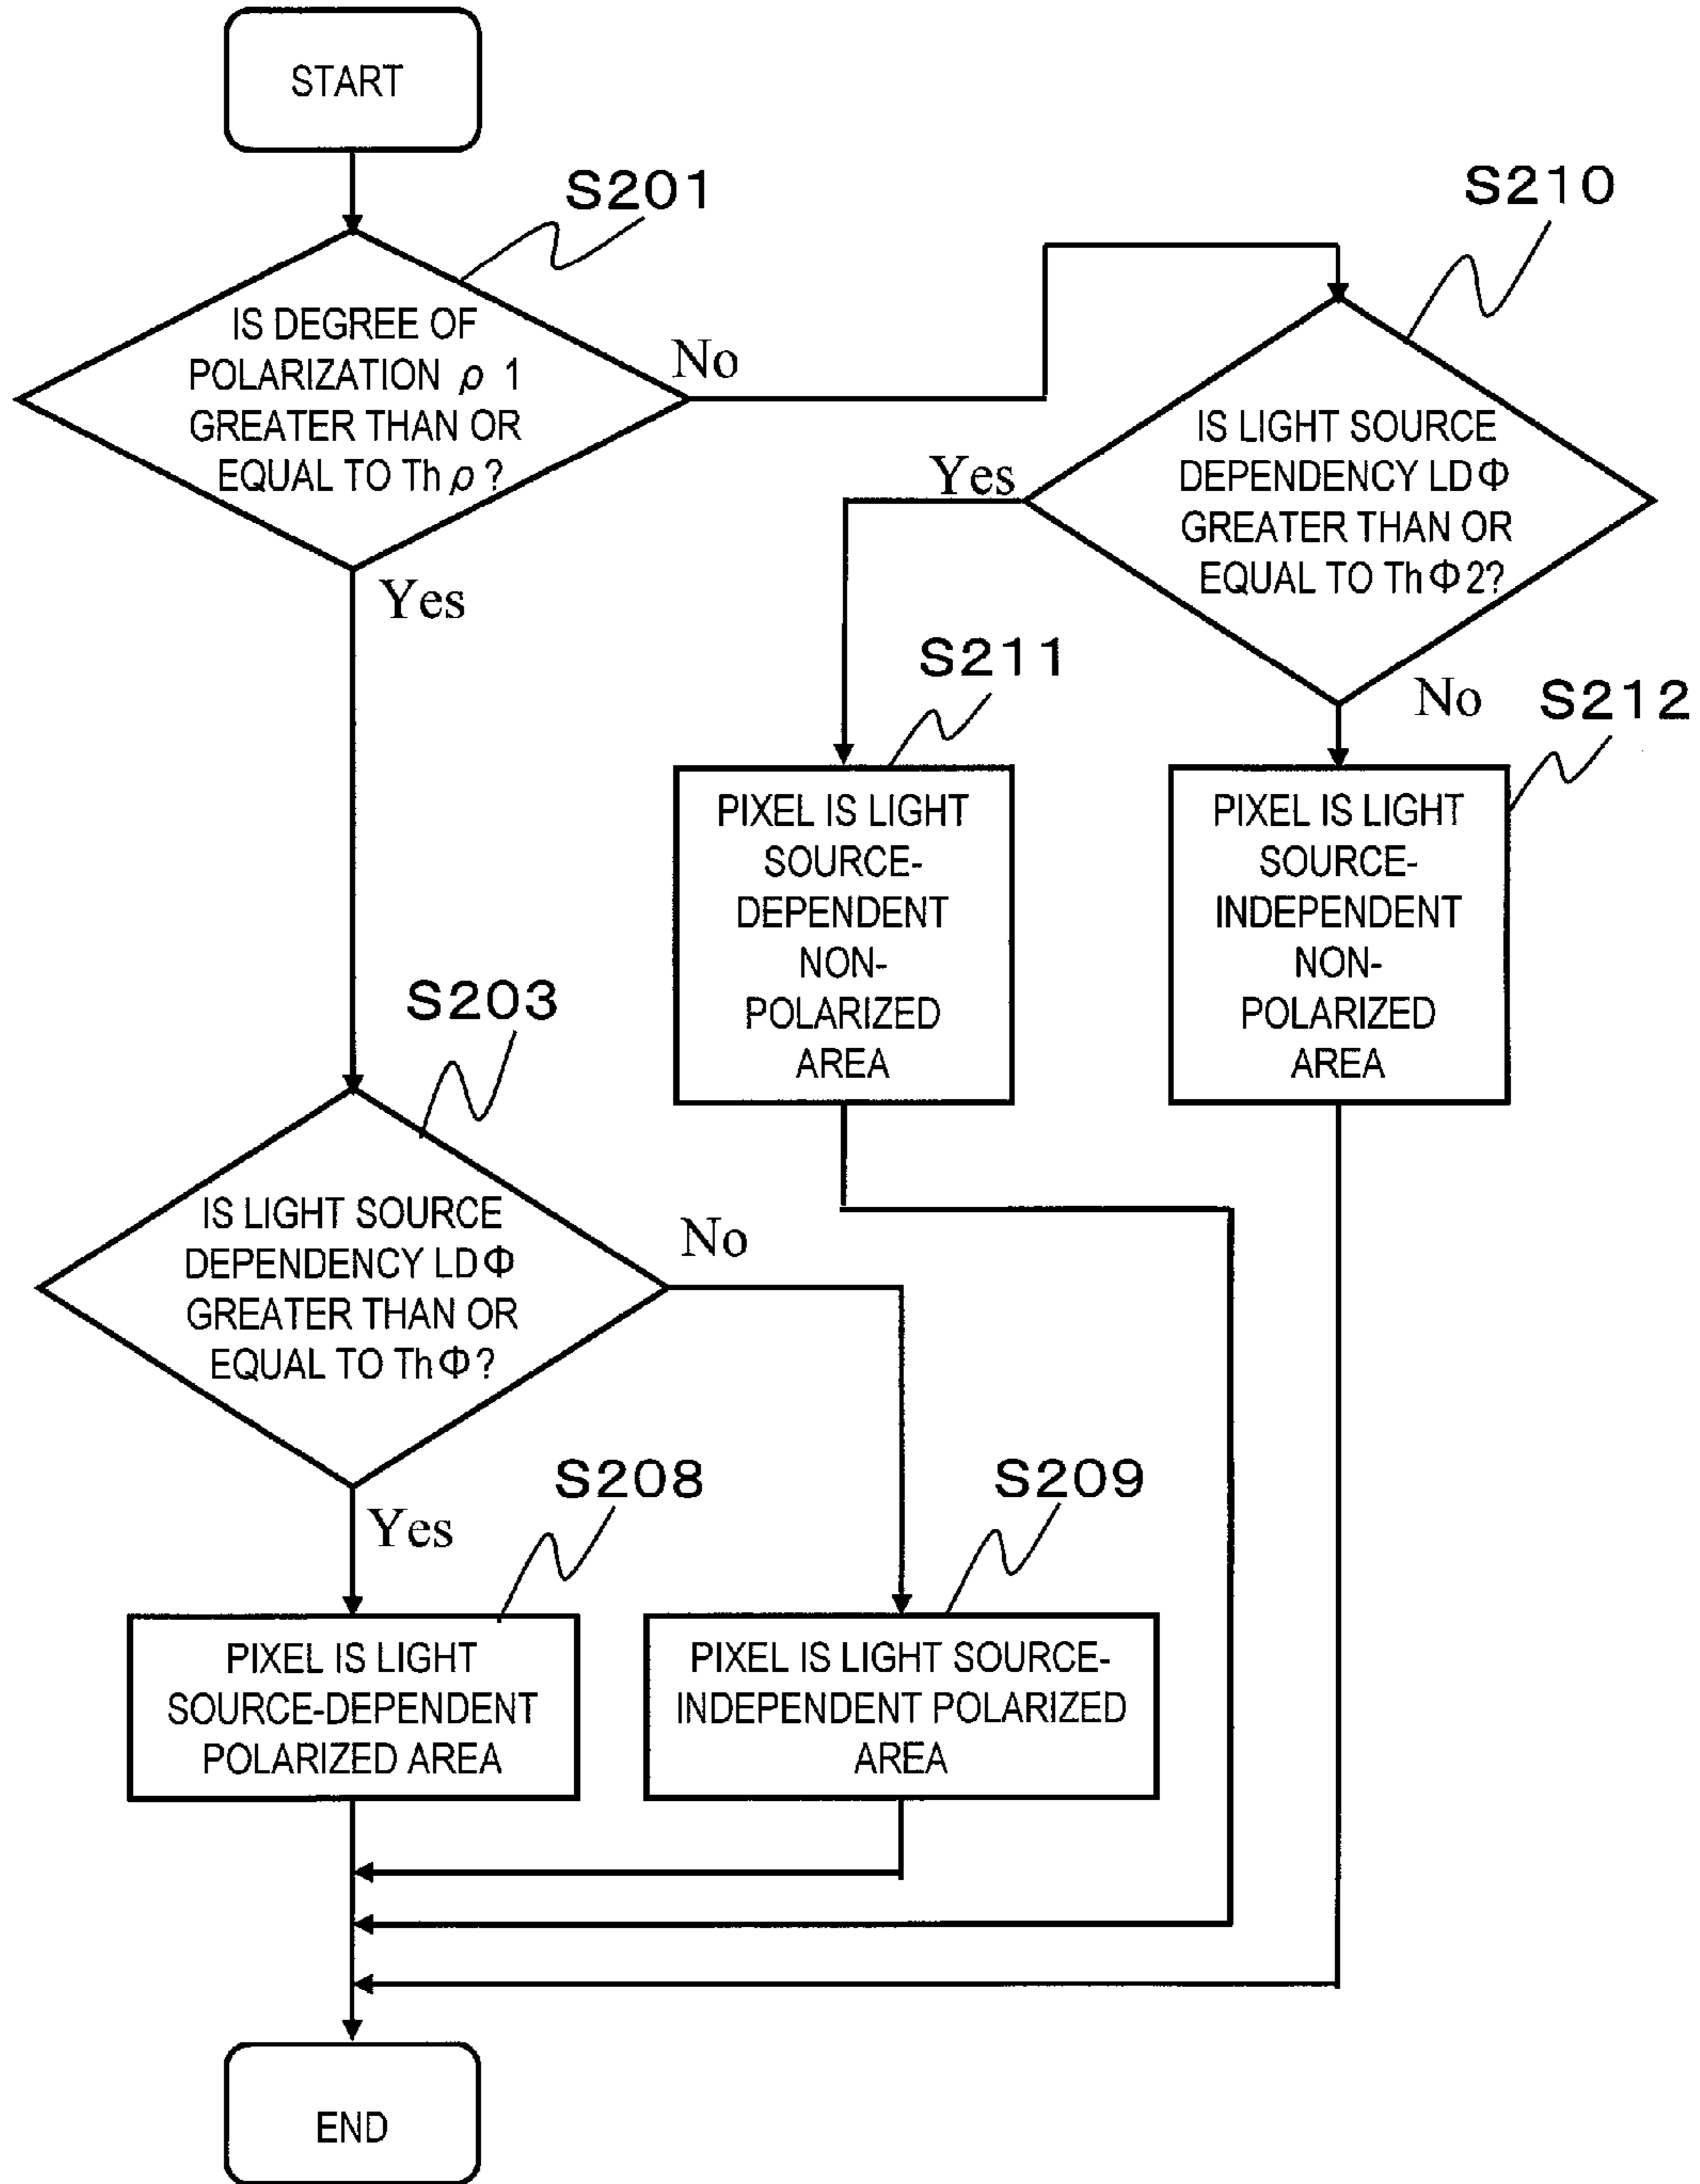 START
S201
IS DEGREE OF
POLARIZATION ρ 1
GREATER THAN OR
EQUAL TO Th ρ ?
No
Yes
S210
IS LIGHT SOURCE
DEPENDENCY LDΦ
GREATER THAN OR
EQUAL TO ThΦ2?
Yes
No
S211
PIXEL IS LIGHT
SOURCE-
DEPENDENT
NON-
POLARIZED
AREA
S212
PIXEL IS LIGHT
SOURCE-
INDEPENDENT
NON-
POLARIZED
AREA
S203
IS LIGHT SOURCE
DEPENDENCY LDΦ
GREATER THAN OR
EQUAL TO ThΦ?
No
Yes
S208
PIXEL IS LIGHT
SOURCE-DEPENDENT
POLARIZED AREA
S209
PIXEL IS LIGHT SOURCE-
INDEPENDENT POLARIZED
AREA
END